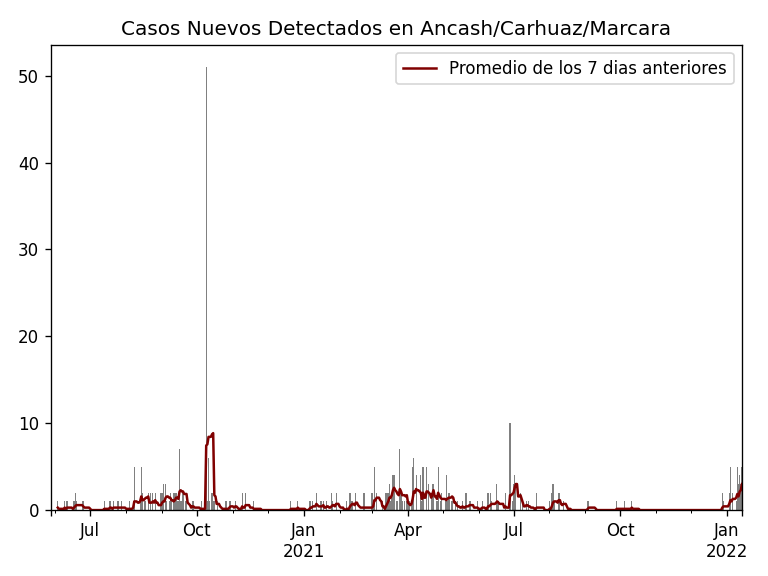 Casos Nuevos Detectados en Ancash/Carhuaz/Marcara
Promedio de los 7 dias anteriores
50
40
30
20
10
0
Jul Oct Jan Apr Jul Oct Jan
2021 2022